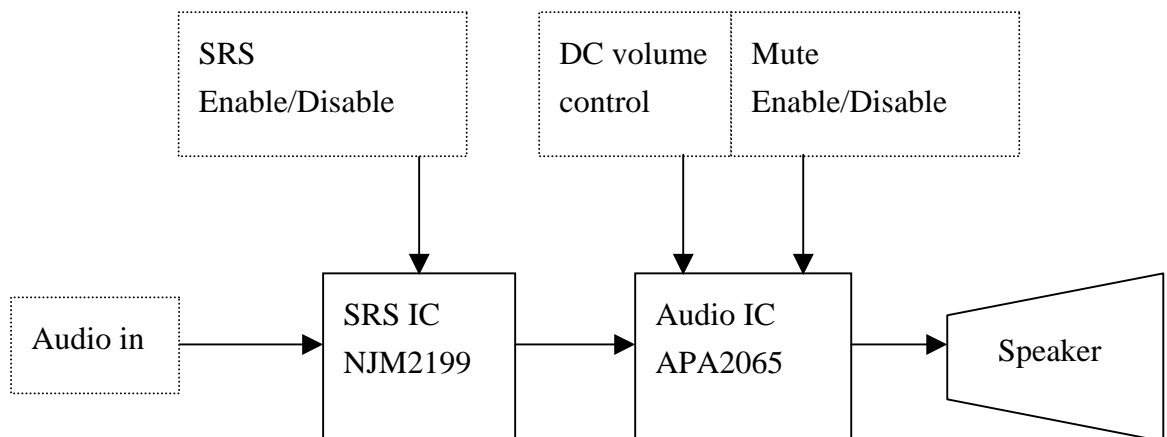 SRS
Enable/Disable
DC volume
control
Mute
Enable/Disable
Audio in
SRS IC
NJM2199
Audio IC
APA2065
Speaker